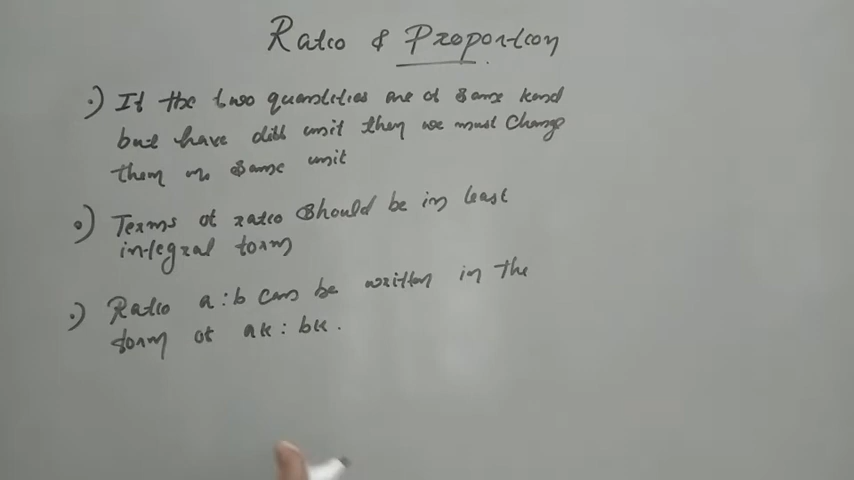 Ratio & Proportion
•) If the two quantities are of same kind
but have diff unit then we must change
them in same unit
•) Terms of ratio should be in least
integral form
•) Ratio a:b can be written in the
form of ak: bk.